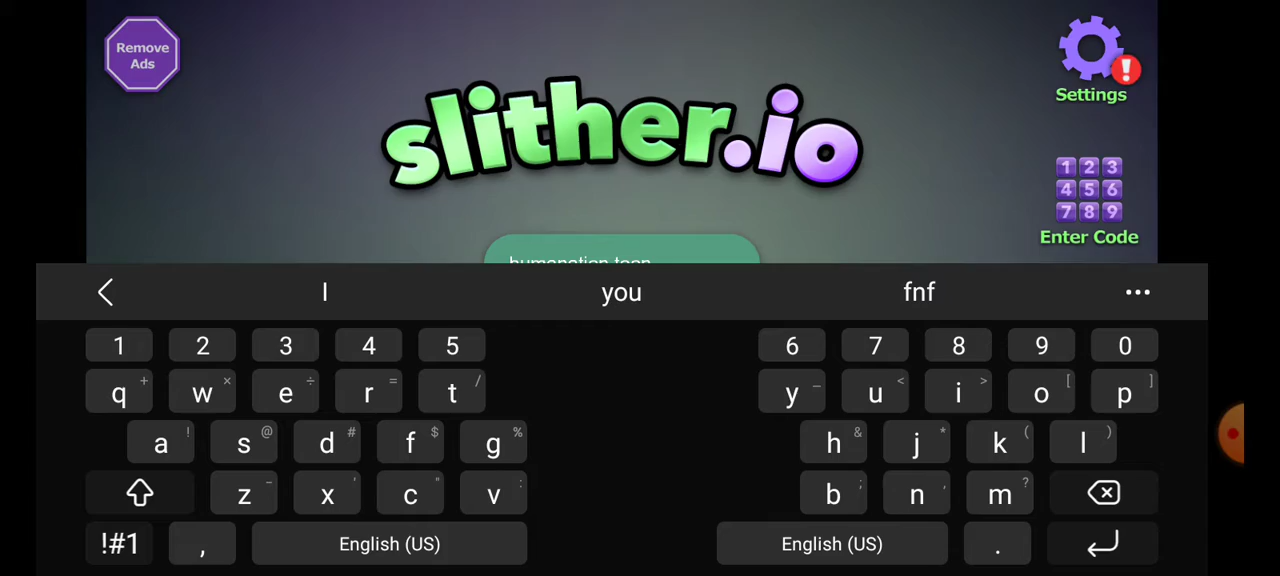 Remove
Ads
slither.io
Settings
1 2 3
4 5 6
7 8 9
Enter Code
I you fnf ...
1 2 3 4 5 6 7 8 9 0
q + w × e ÷ r = t / y _ u < i > o [ p ]
a ! s @ d # f $ g % h & j * k ( l )
z - x ' c " v : b ; n , m ?
!#1 , English (US) English (US) .